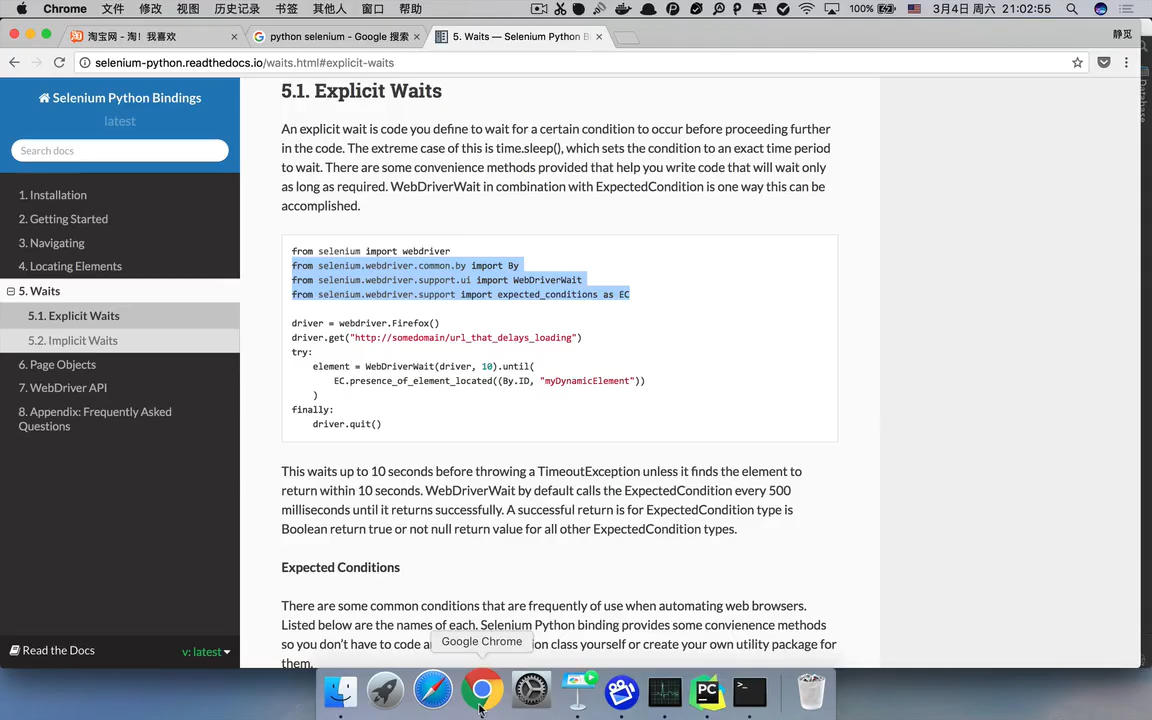 Chrome 文件 修改 视图 历史记录 书签 其他人 窗口 帮助 100% 3月4日 周六 21:02:55
淘宝网 - 淘！我喜欢 python selenium - Google 搜索 5. Waits — Selenium Python B 静觅
selenium-python.readthedocs.io/waits.html#explicit-waits
Selenium Python Bindings
latest
Search docs
1. Installation
2. Getting Started
3. Navigating
4. Locating Elements
5. Waits
5.1. Explicit Waits
5.2. Implicit Waits
6. Page Objects
7. WebDriver API
8. Appendix: Frequently Asked
Questions
Read the Docs v: latest
5.1. Explicit Waits
An explicit wait is code you define to wait for a certain condition to occur before proceeding further
in the code. The extreme case of this is time.sleep(), which sets the condition to an exact time period
to wait. There are some convenience methods provided that help you write code that will wait only
as long as required. WebDriverWait in combination with ExpectedCondition is one way this can be
accomplished.
from selenium import webdriver
from selenium.webdriver.common.by import By
from selenium.webdriver.support.ui import WebDriverWait
from selenium.webdriver.support import expected_conditions as EC
driver = webdriver.Firefox()
driver.get("http://somedomain/url_that_delays_loading")
try:
element = WebDriverWait(driver, 10).until(
EC.presence_of_element_located((By.ID, "myDynamicElement"))
)
finally:
driver.quit()
This waits up to 10 seconds before throwing a TimeoutException unless it finds the element to
return within 10 seconds. WebDriverWait by default calls the ExpectedCondition every 500
milliseconds until it returns successfully. A successful return is for ExpectedCondition type is
Boolean return true or not null return value for all other ExpectedCondition types.
Expected Conditions
There are some common conditions that are frequently of use when automating web browsers.
Listed below are the names of each. Selenium Python binding provides some convienence methods
so you don't have to code a
ion class yourself or create your own utility package for
them.
Google Chrome
PC
Database